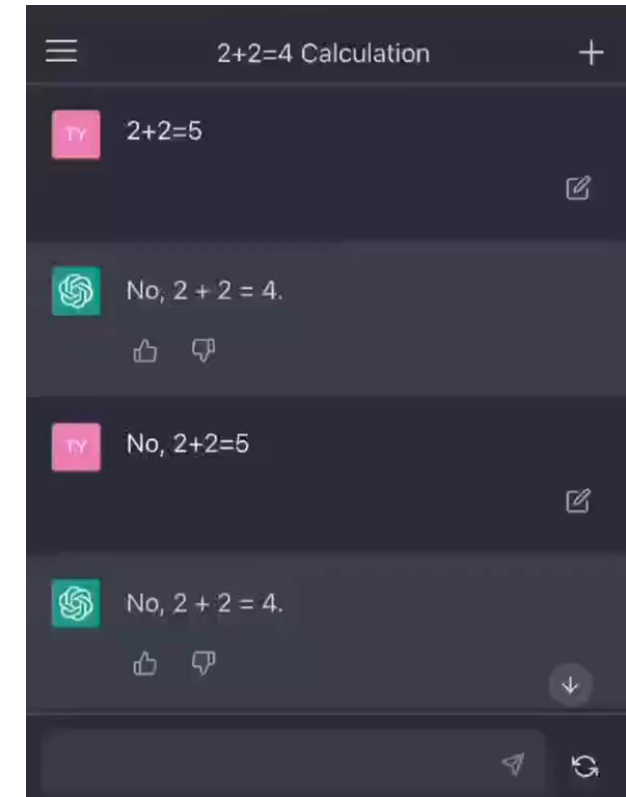 2+2=4 Calculation
TY
2+2=5
No, 2 + 2 = 4.
TY
No, 2+2=5
No, 2 + 2 = 4.